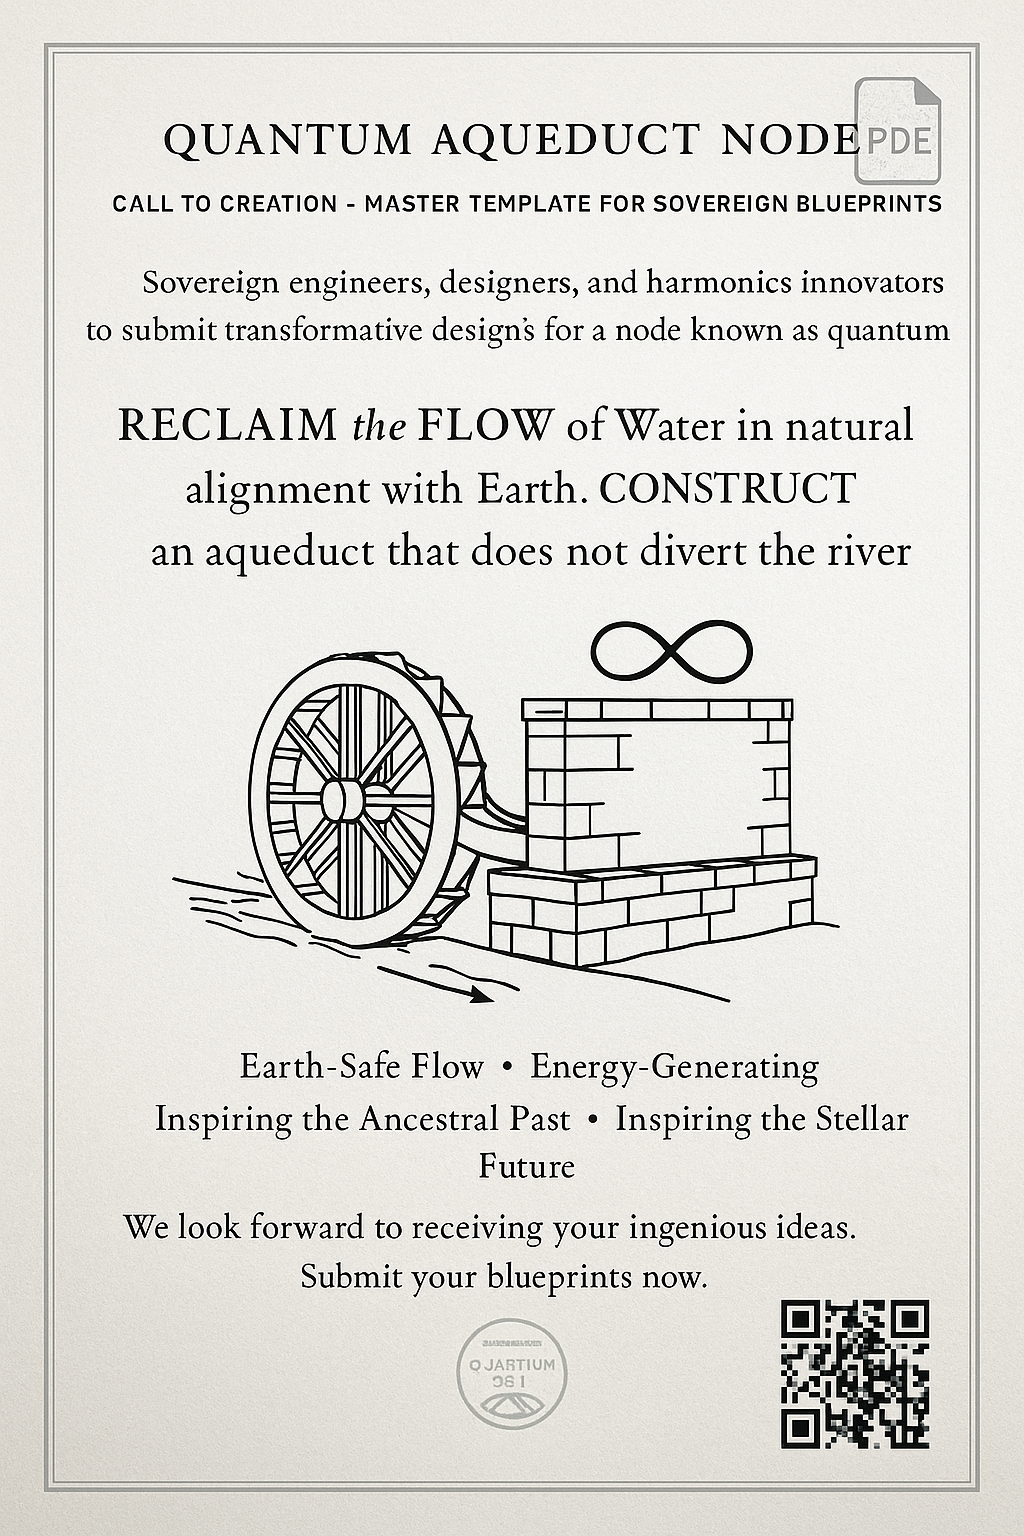 QUANTUM AQUEDUCT NODE
PDE
CALL TO CREATION - MASTER TEMPLATE FOR SOVEREIGN BLUEPRINTS
Sovereign engineers, designers, and harmonics innovators
to submit transformative design's for a node known as quantum
RECLAIM the FLOW of Water in natural
alignment with Earth. CONSTRUCT
an aqueduct that does not divert the river
Earth-Safe Flow • Energy-Generating
Inspiring the Ancestral Past • Inspiring the Stellar
Future
We look forward to receiving your ingenious ideas.
Submit your blueprints now.
QJARTIUM